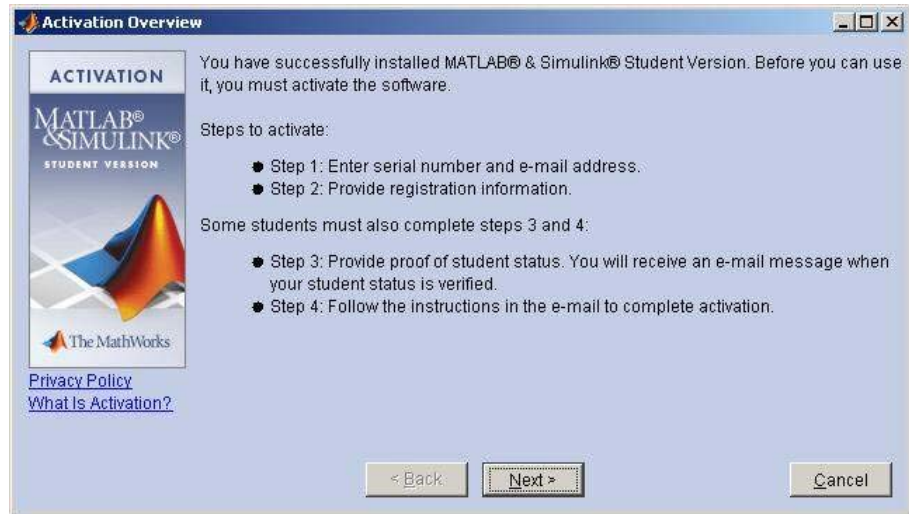 Activation Overview
ACTIVATION
MATLAB®
&SIMULINK®
STUDENT VERSION
The MathWorks
Privacy Policy
What Is Activation?
You have successfully installed MATLAB® & Simulink® Student Version. Before you can use
it, you must activate the software.
Steps to activate:
● Step 1: Enter serial number and e-mail address.
● Step 2: Provide registration information.
Some students must also complete steps 3 and 4:
● Step 3: Provide proof of student status. You will receive an e-mail message when
your student status is verified.
● Step 4: Follow the instructions in the e-mail to complete activation.
< Back
Next >
Cancel